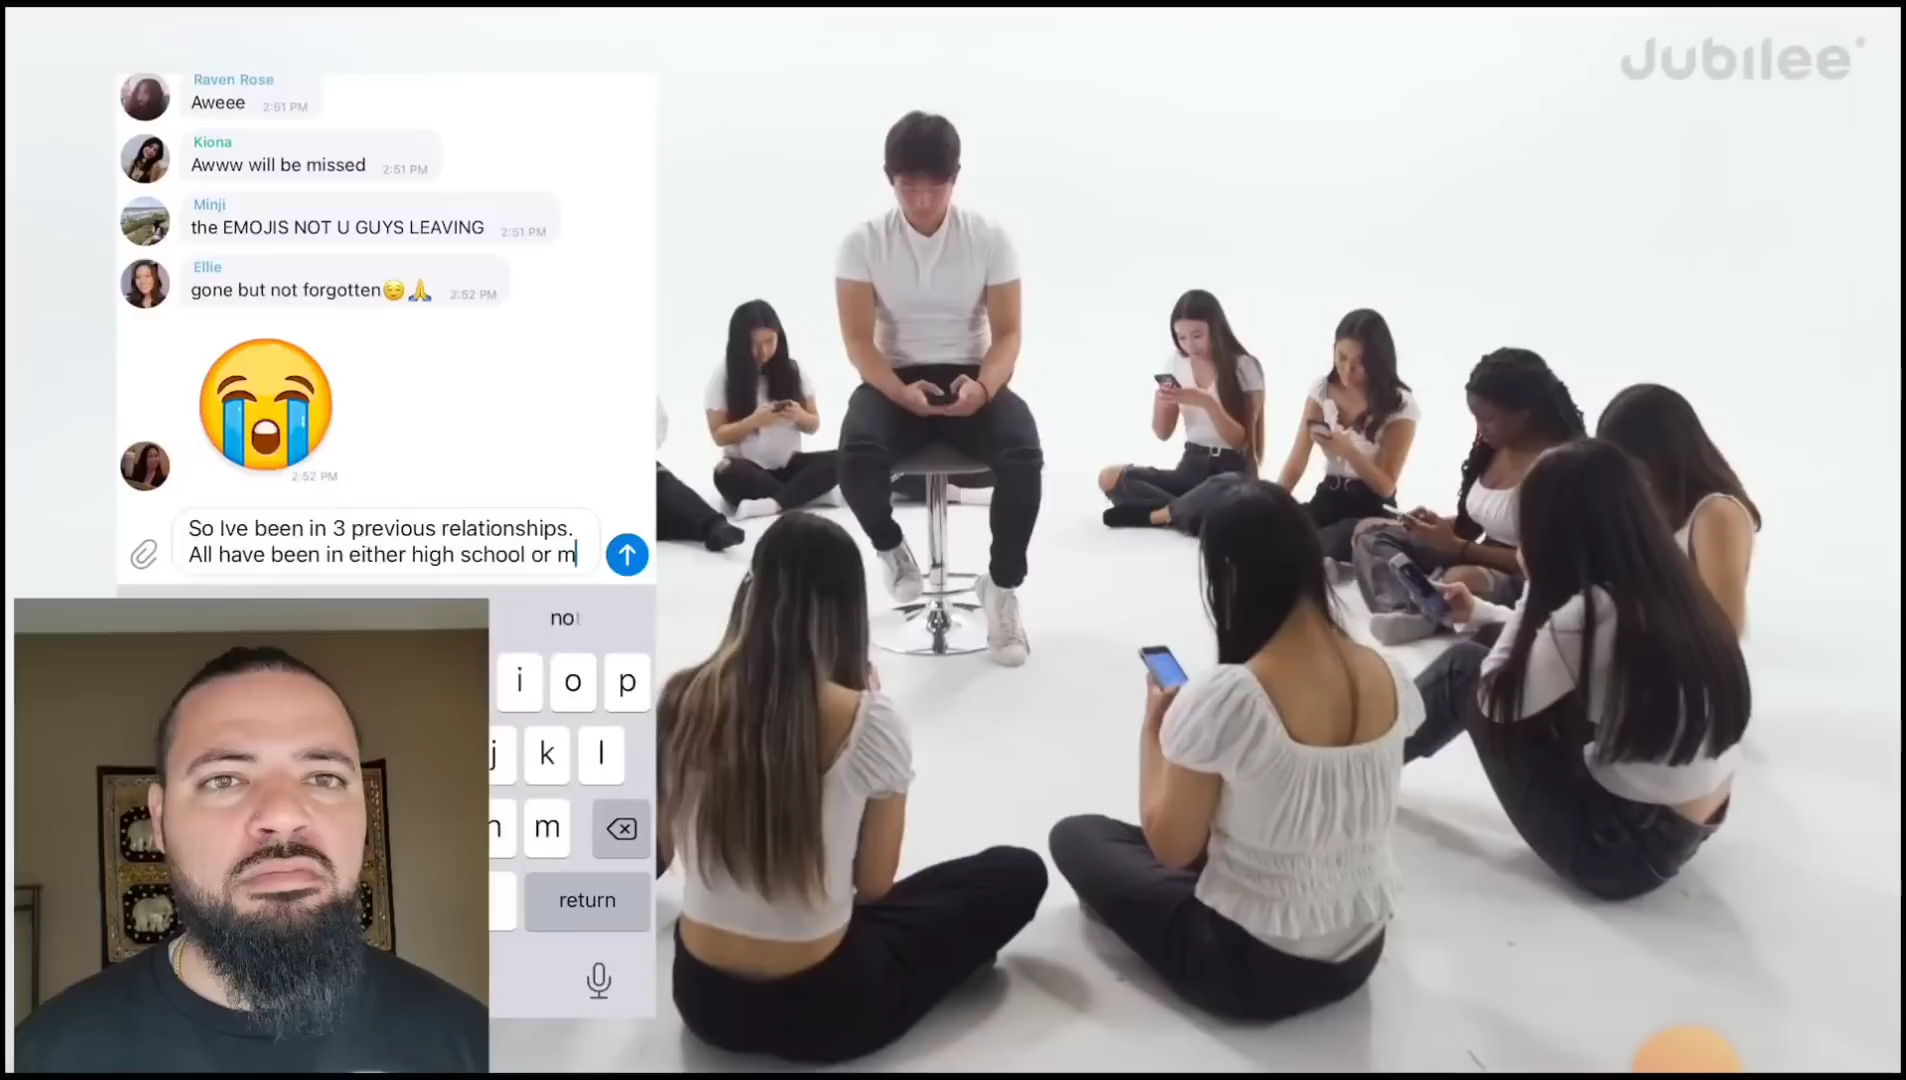 Jubilee
Raven Rose
Aweee 2:51 PM
Kiona
Awww will be missed 2:51 PM
Minji
the EMOJIS NOT U GUYS LEAVING 2:51 PM
Ellie
gone but not forgotten😌🙏 2:52 PM
2:52 PM
So Ive been in 3 previous relationships.
All have been in either high school or m
no
i o p
j k l
n m
return